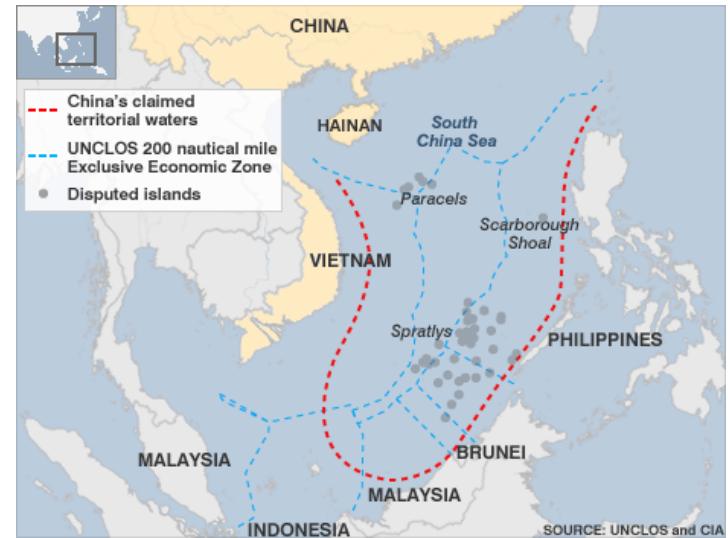 CHINA
China's claimed
territorial waters
UNCLOS 200 nautical mile
Exclusive Economic Zone
Disputed islands
HAINAN
South
China Sea
Paracels
Scarborough
Shoal
VIETNAM
Spratlys
PHILIPPINES
MALAYSIA
BRUNEI
MALAYSIA
INDONESIA
SOURCE: UNCLOS and CIA